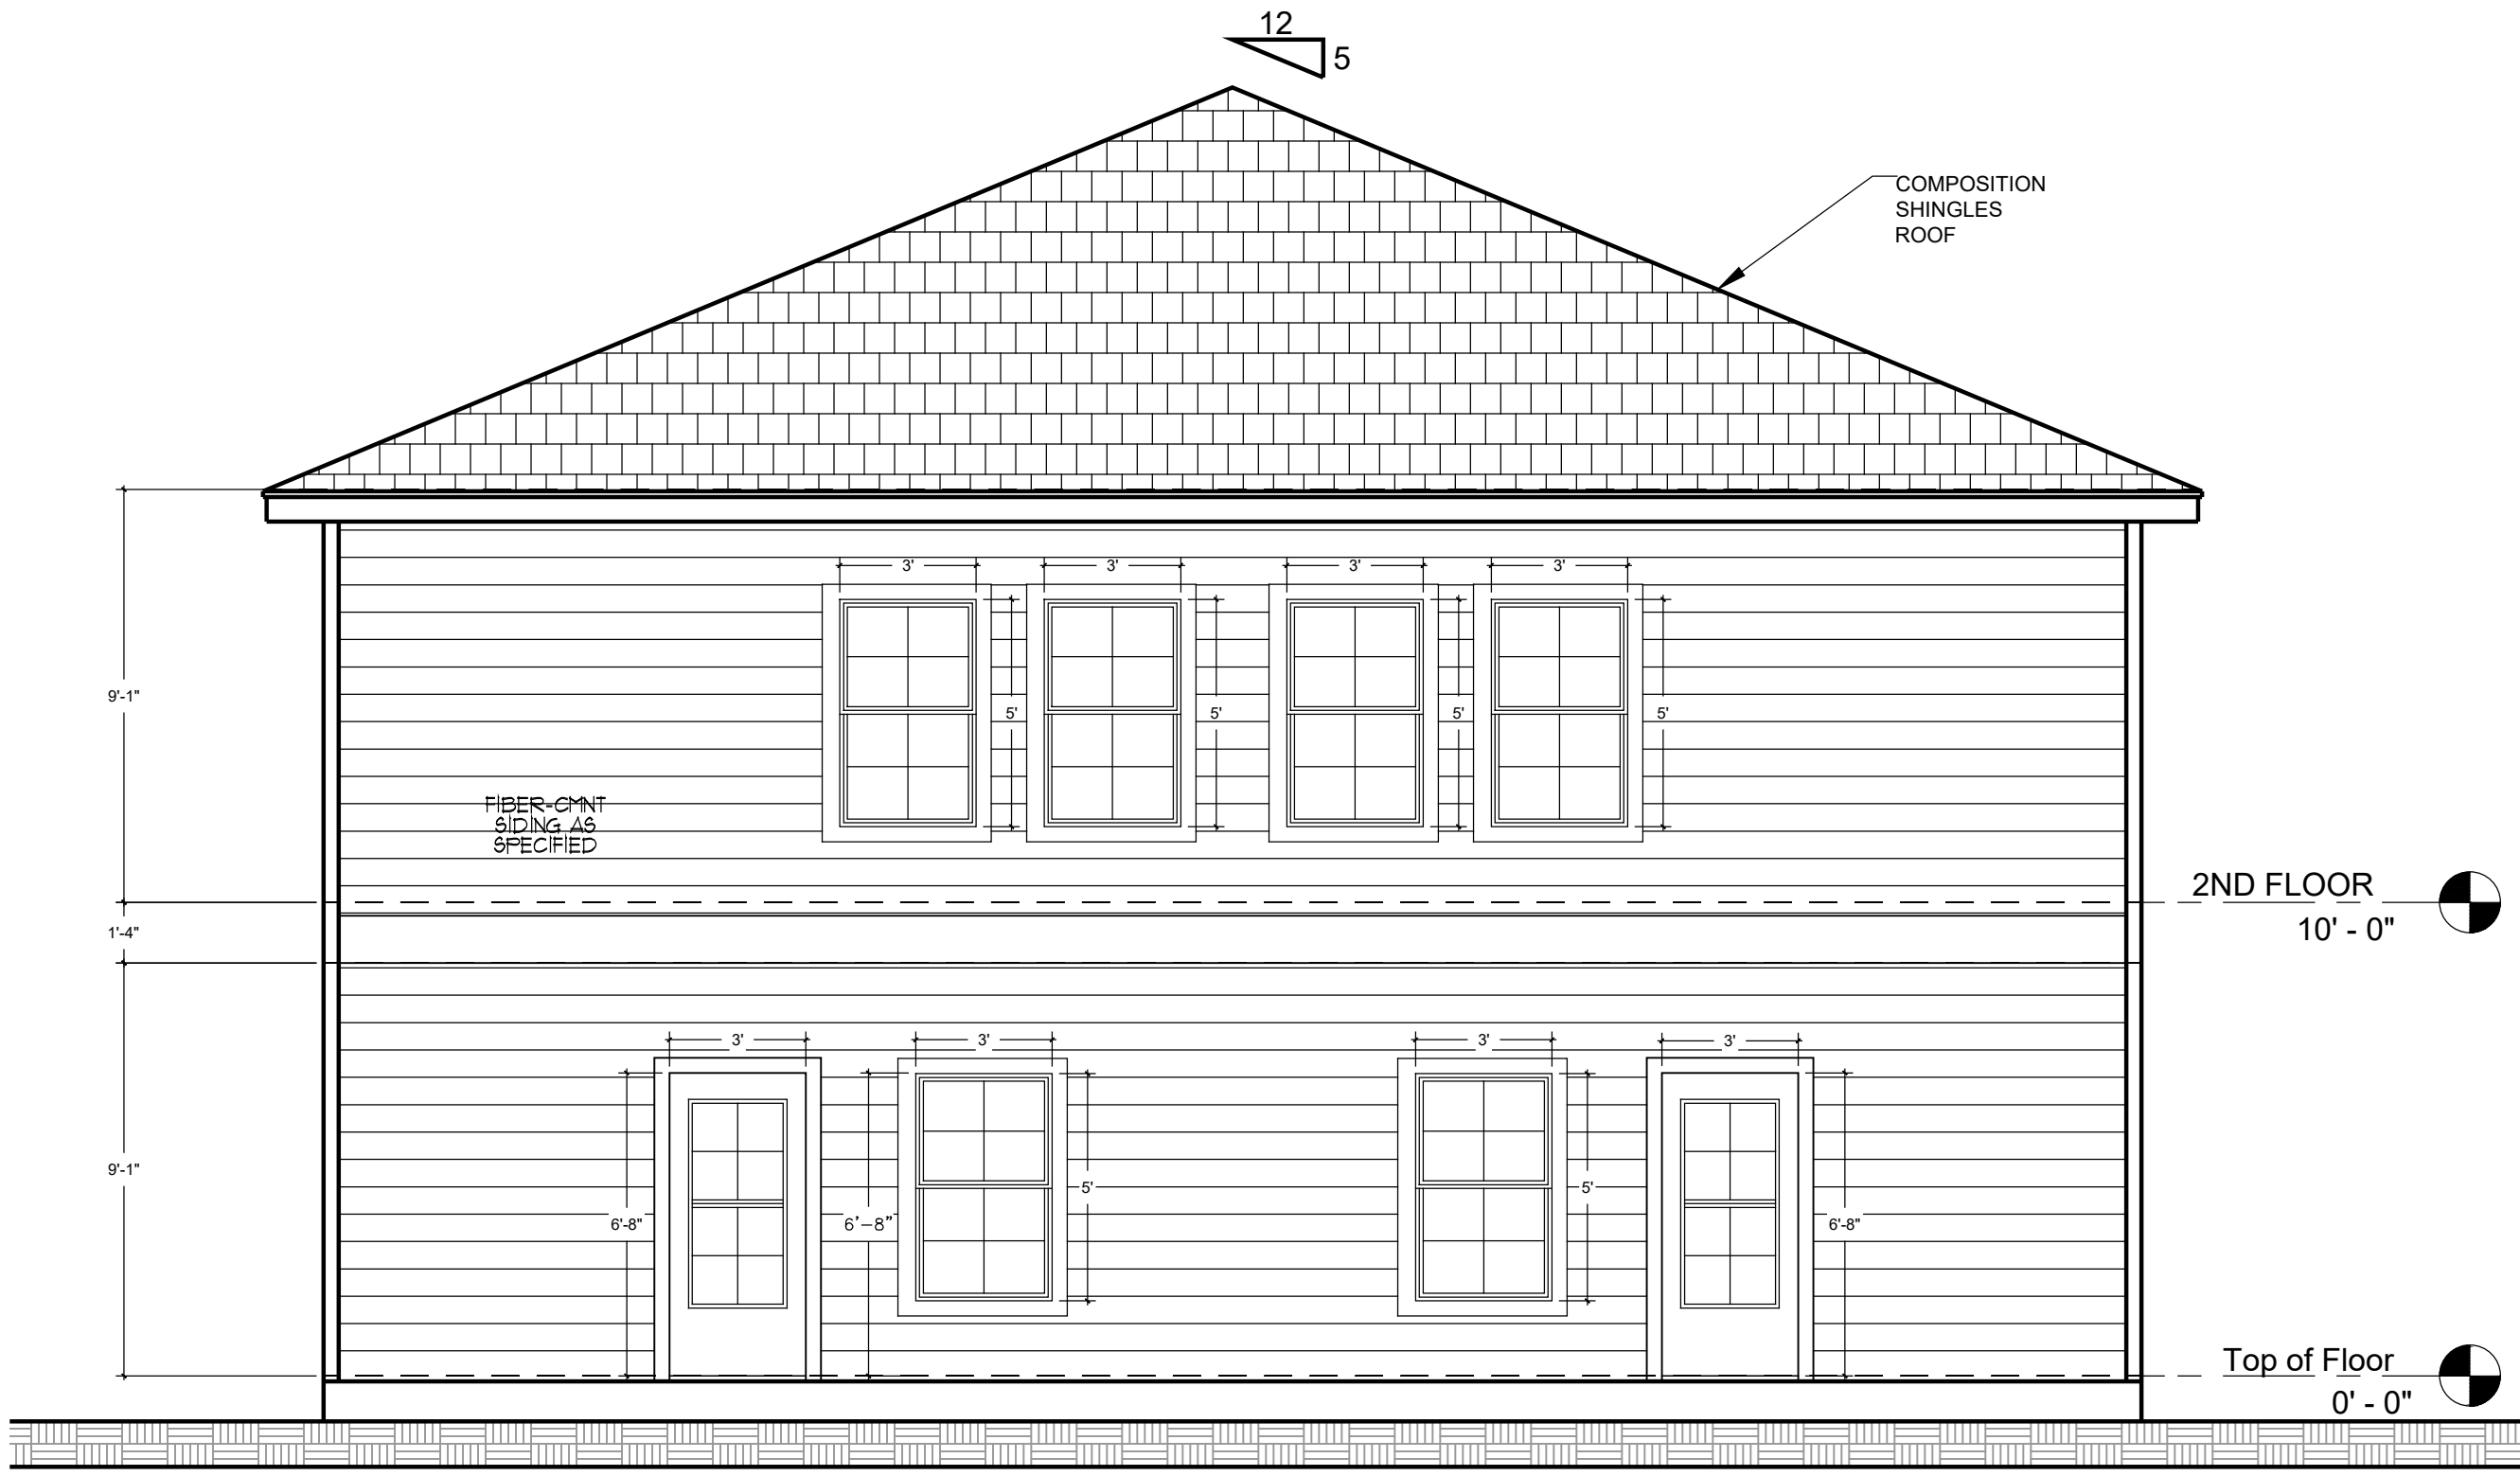 12
5
COMPOSITION
SHINGLES
ROOF
3' 3' 3' 3'
9'-1"
5' 5' 5' 5'
FIBER-CMNT
SIDING AS
SPECIFIED
2ND FLOOR
10' - 0"
1'-4"
3' 3' 3' 3'
9'-1"
5' 5'
6'-8" 6'-8" 6'-8"
Top of Floor
0' - 0"